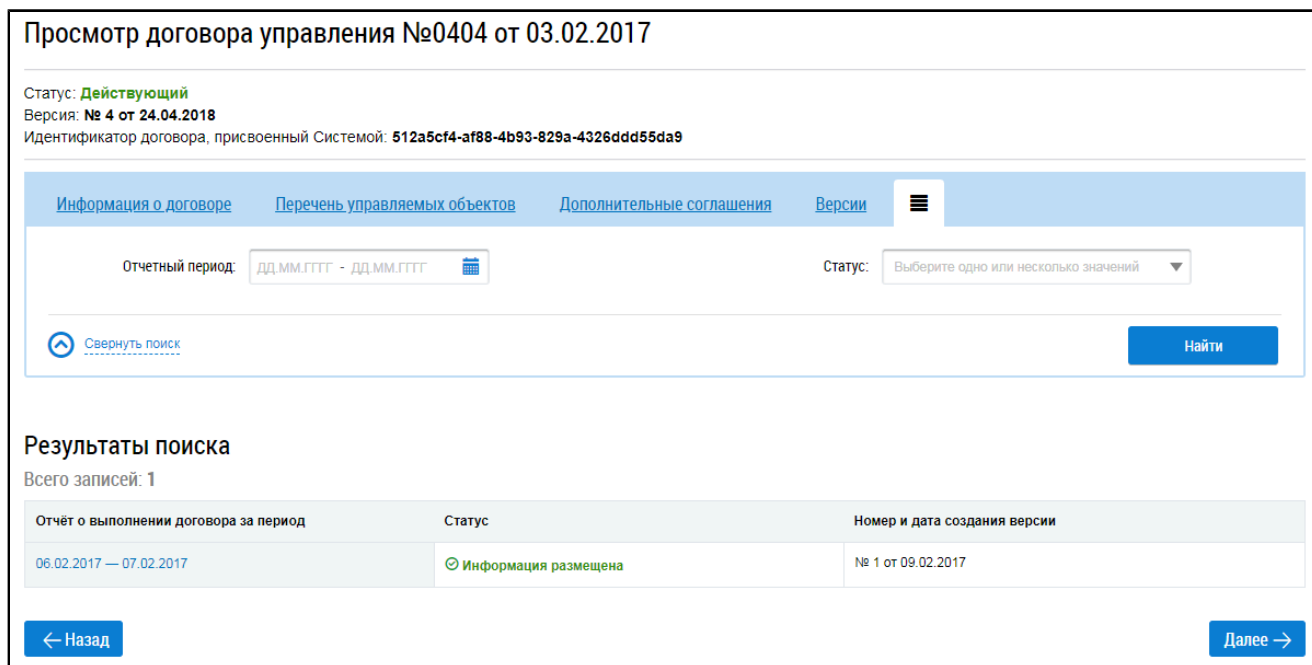 Просмотр договора управления №0404 от 03.02.2017
Статус: Действующий
Версия: № 4 от 24.04.2018
Идентификатор договора, присвоенный Системой: 512a5cf4-af88-4b93-829a-4326ddd55da9
Информация о договоре Перечень управляемых объектов Дополнительные соглашения Версии
Отчетный период: ДД.ММ.ГГГГ - ДД.ММ.ГГГГ Статус: Выберите одно или несколько значений
Свернуть поиск Найти
Результаты поиска
Всего записей: 1
Отчёт о выполнении договора за период Статус Номер и дата создания версии
06.02.2017 — 07.02.2017 Информация размещена № 1 от 09.02.2017
← Назад Далее →